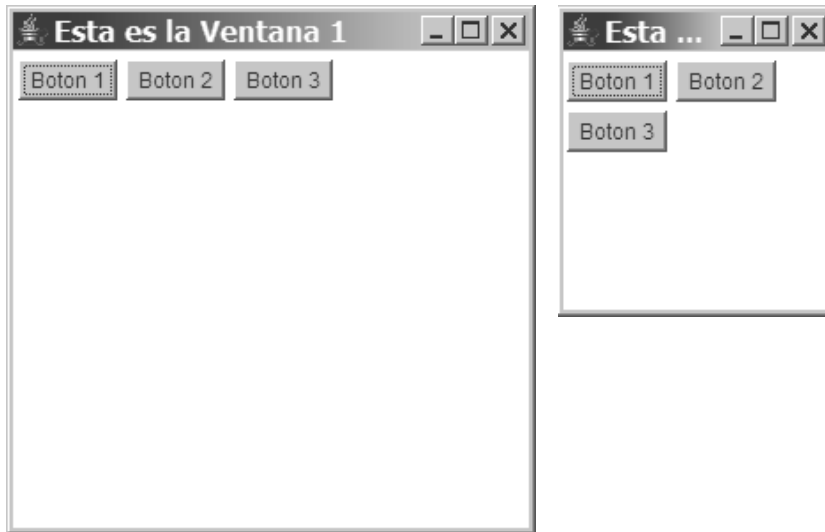 Esta es la Ventana 1
Boton 1 Boton 2 Boton 3
Esta ...
Boton 1 Boton 2
Boton 3